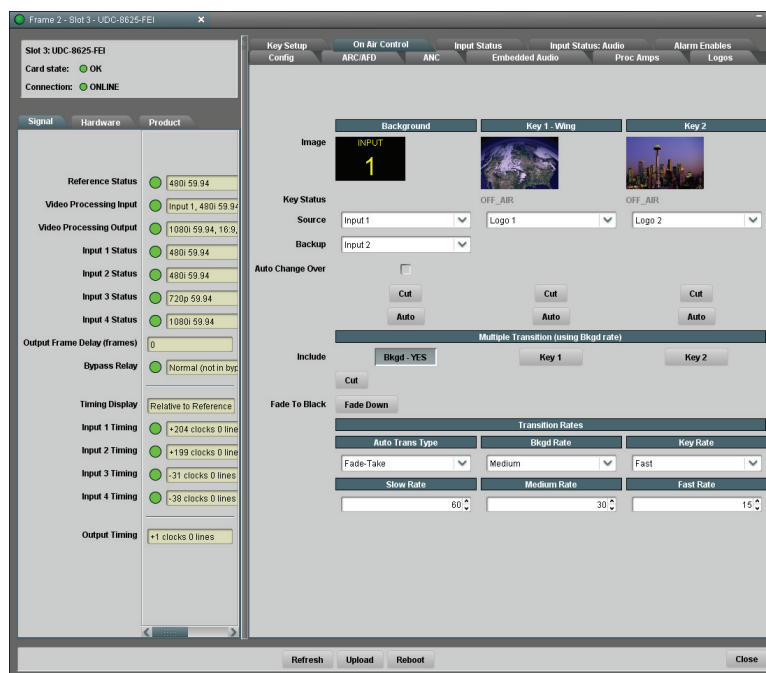 Frame 2 - Slot 3 - UDC-8625-FEI
Slot 3: UDC-8625-FEI
Card state: OK
Connection: ONLINE
Signal Hardware Product
Reference Status 480i 59.94
Video Processing Input Input 1, 480i 59.94
Video Processing Output 1080i 59.94, 16:9,
Input 1 Status 480i 59.94
Input 2 Status 480i 59.94
Input 3 Status 720p 59.94
Input 4 Status 1080i 59.94
Output Frame Delay (frames) 0
Bypass Relay Normal (not in byp
Timing Display Relative to Reference
Input 1 Timing +204 clocks 0 line
Input 2 Timing +199 clocks 0 line
Input 3 Timing -31 clocks 0 lines
Input 4 Timing -38 clocks 0 lines
Output Timing +1 clocks 0 lines
Key Setup On Air Control Input Status Input Status: Audio Alarm Enables
Config ARC/AFD ANC Embedded Audio Proc Amps Logos
Background Key 1 - Wing Key 2
Image INPUT
1
Key Status OFF_AIR OFF_AIR
Source Input 1 Logo 1 Logo 2
Backup Input 2
Auto Change Over
Cut Cut Cut
Auto Auto Auto
Multiple Transition (using Bkgd rate)
Include Bkgd - YES Key 1 Key 2
Cut
Fade To Black Fade Down
Transition Rates
Auto Trans Type Bkgd Rate Key Rate
Fade-Take Medium Fast
Slow Rate Medium Rate Fast Rate
60 30 15
Refresh Upload Reboot Close